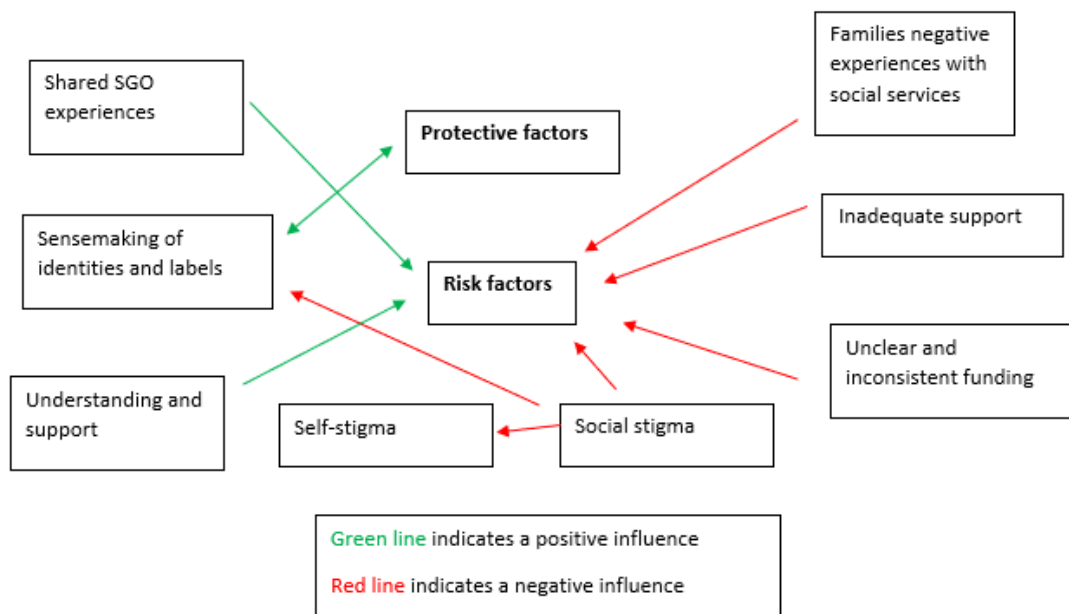 Shared SGO
experiences
Families negative
experiences with
social services
Protective factors
Sensemaking of
identities and labels
Inadequate support
Risk factors
Understanding and
support
Self-stigma
Social stigma
Unclear and
inconsistent funding
Green line indicates a positive influence
Red line indicates a negative influence